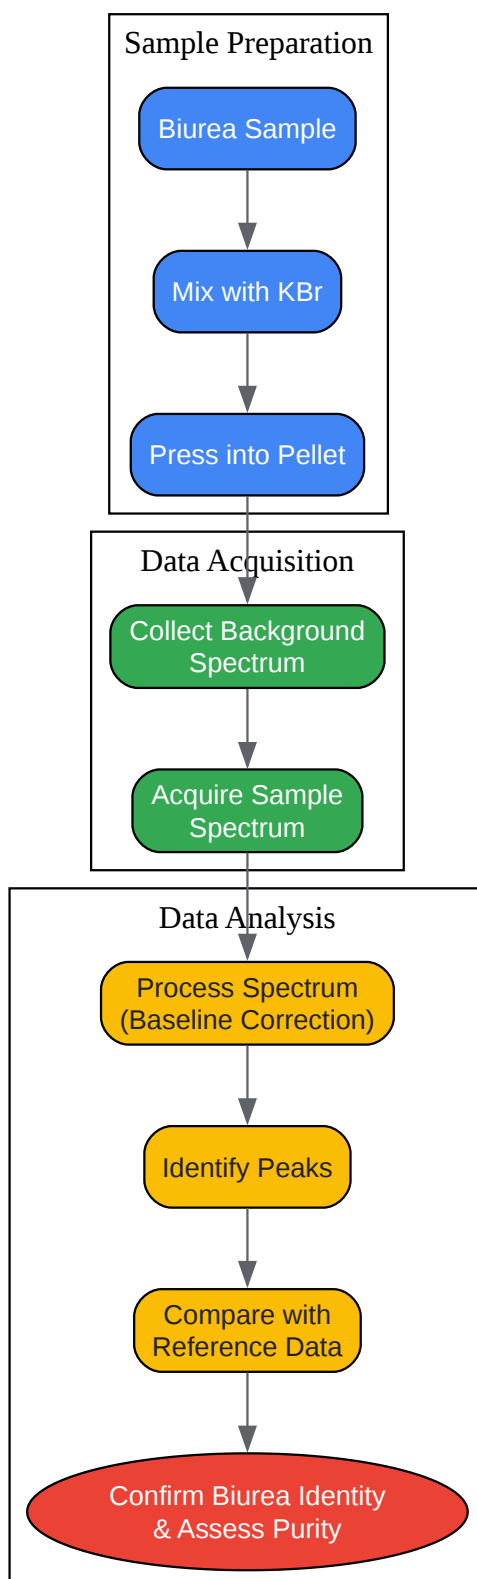 Sample Preparation
Biurea Sample
Mix with KBr
Press into Pellet
Data Acquisition
Collect Background
Spectrum
Acquire Sample
Spectrum
Data Analysis
Process Spectrum
(Baseline Correction)
Identify Peaks
Compare with
Reference Data
Confirm Biurea Identity
& Assess Purity